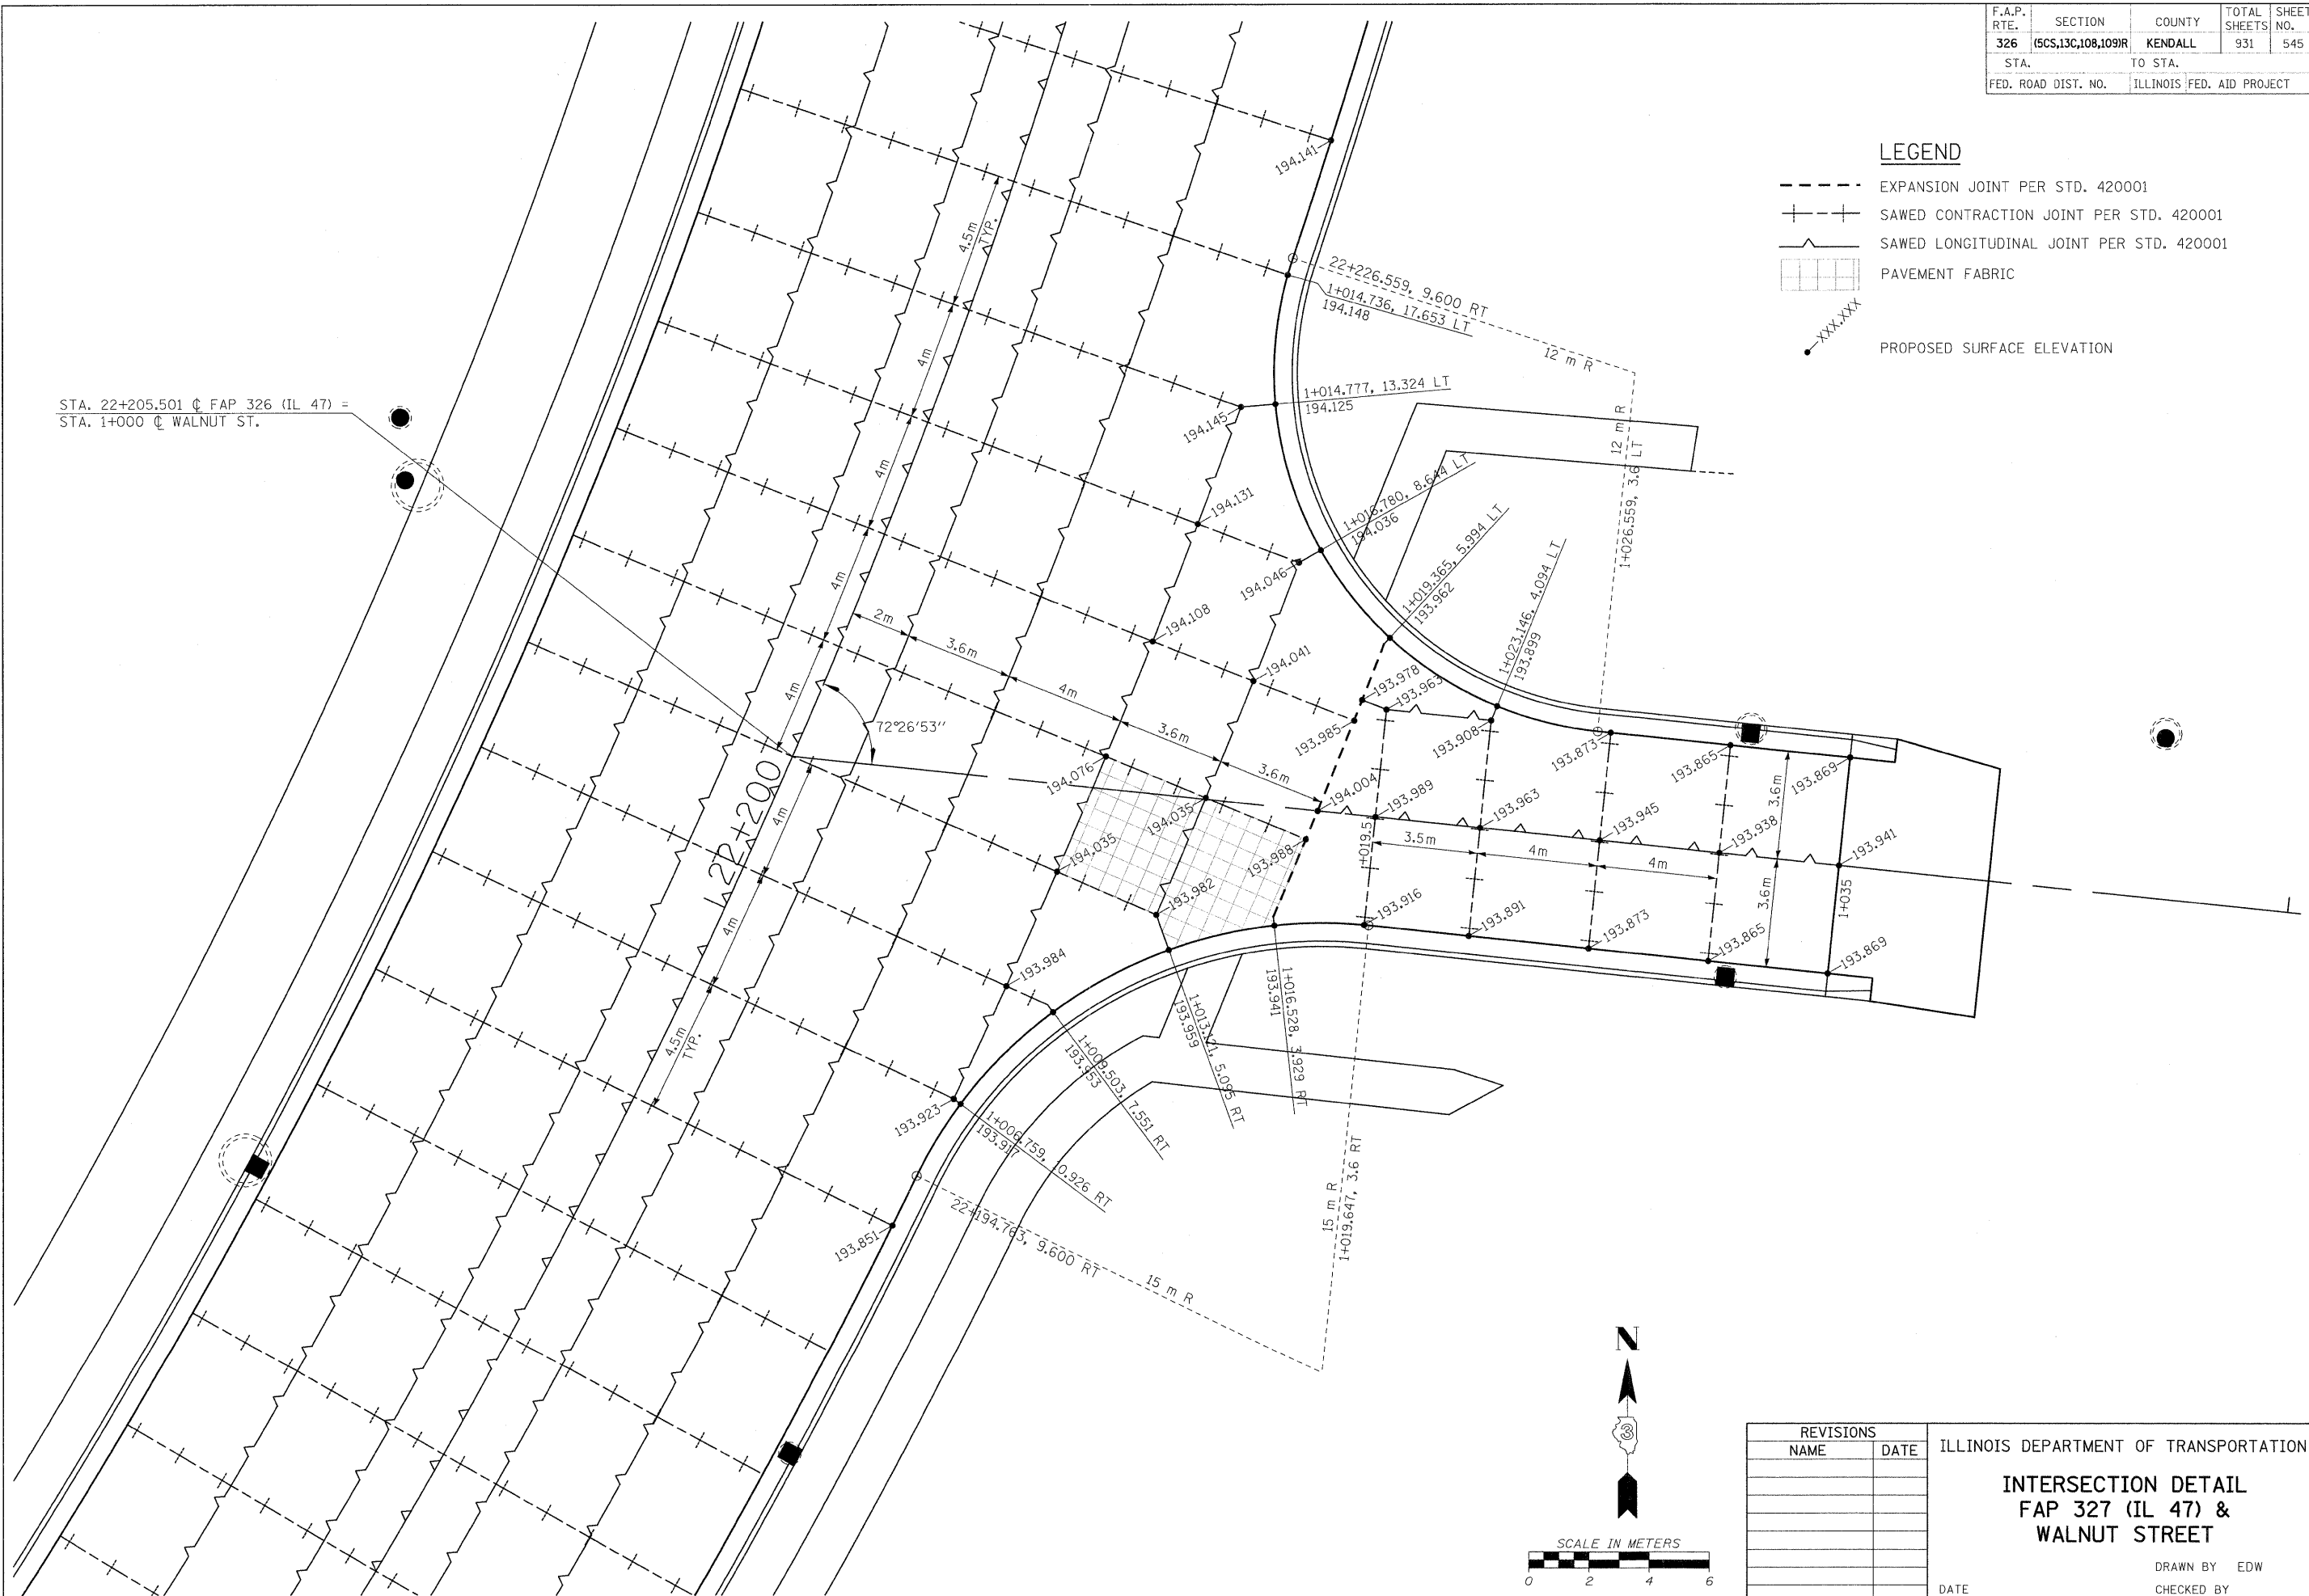 F.A.P. RTE. SECTION COUNTY TOTAL SHEETS SHEET NO.
326 (5CS,13C,108,109)R KENDALL 931 545
STA. TO STA.
FED. ROAD DIST. NO. ILLINOIS FED. AID PROJECT
LEGEND
EXPANSION JOINT PER STD. 420001
SAWED CONTRACTION JOINT PER STD. 420001
SAWED LONGITUDINAL JOINT PER STD. 420001
PAVEMENT FABRIC
XXX.XXX
PROPOSED SURFACE ELEVATION
194.141
4.5m
TYP.
22+226.559, 9.600 RT
1+014.736, 17.653 LT
194.148
12 m R
4m
1+014.777, 13.324 LT
194.125
194.145
12 m R
1+026.559, 3.6 LT
STA. 22+205.501 ℄ FAP 326 (IL 47) =
STA. 1+000 ℄ WALNUT ST.
4m
1+016.780, 8.644 LT
194.036
194.131
194.046
1+019.365, 5.994 LT
193.962
1+023.146, 4.094 LT
193.899
4m
2m
3.6m
194.108
194.041
4m
4m
72°26'53"
3.6m
3.6m
193.978
193.963
193.985
193.908
193.873
193.865
193.869
194.076
194.035
194.004
193.989
193.963
193.945
193.938
193.941
3.6m
22+200
4m
194.035
193.988
1+019.5
3.5m
4m
4m
3.6m
1+035
193.982
193.916
193.891
193.873
193.865
193.869
4m
193.984
1+016.528, 3.929 RT
193.941
1+013.121, 5.095 RT
193.959
4.5m
TYP.
1+009.503, 7.551 RT
193.953
193.923
1+006.759, 10.926 RT
193.917
193.851
22+194.763, 9.600 RT
15 m R
15 m R
1+019.647, 3.6 RT
N
3
SCALE IN METERS
0 2 4 6
REVISIONS
NAME DATE
ILLINOIS DEPARTMENT OF TRANSPORTATION
INTERSECTION DETAIL
FAP 327 (IL 47) &
WALNUT STREET
DRAWN BY EDW
DATE CHECKED BY